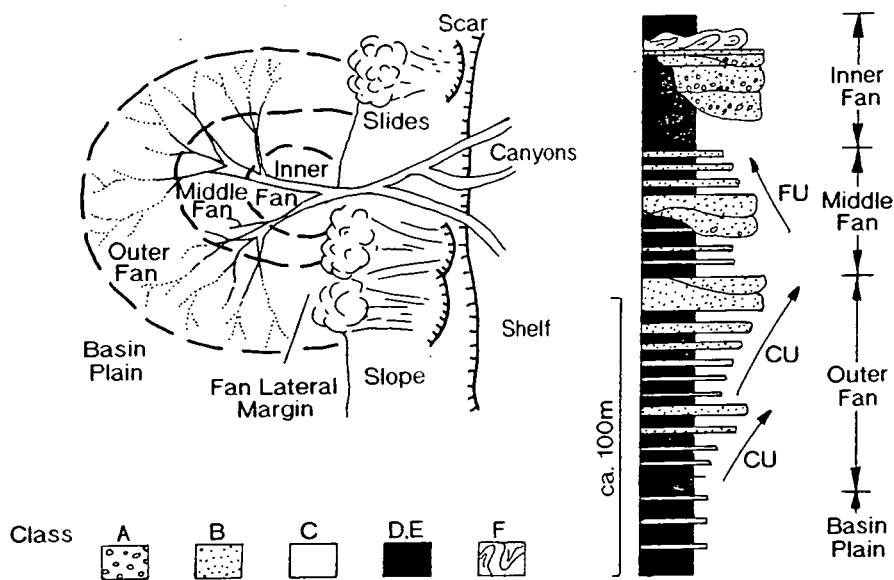 Scar
Slides
Canyons
Inner
Fan
Middle
Fan
Outer
Fan
Basin
Plain
Fan Lateral
Margin
Slope
Shelf
Inner
Fan
FU
Middle
Fan
CU
Outer
Fan
CU
ca. 100m
Basin
Plain
Class A B C D.E F